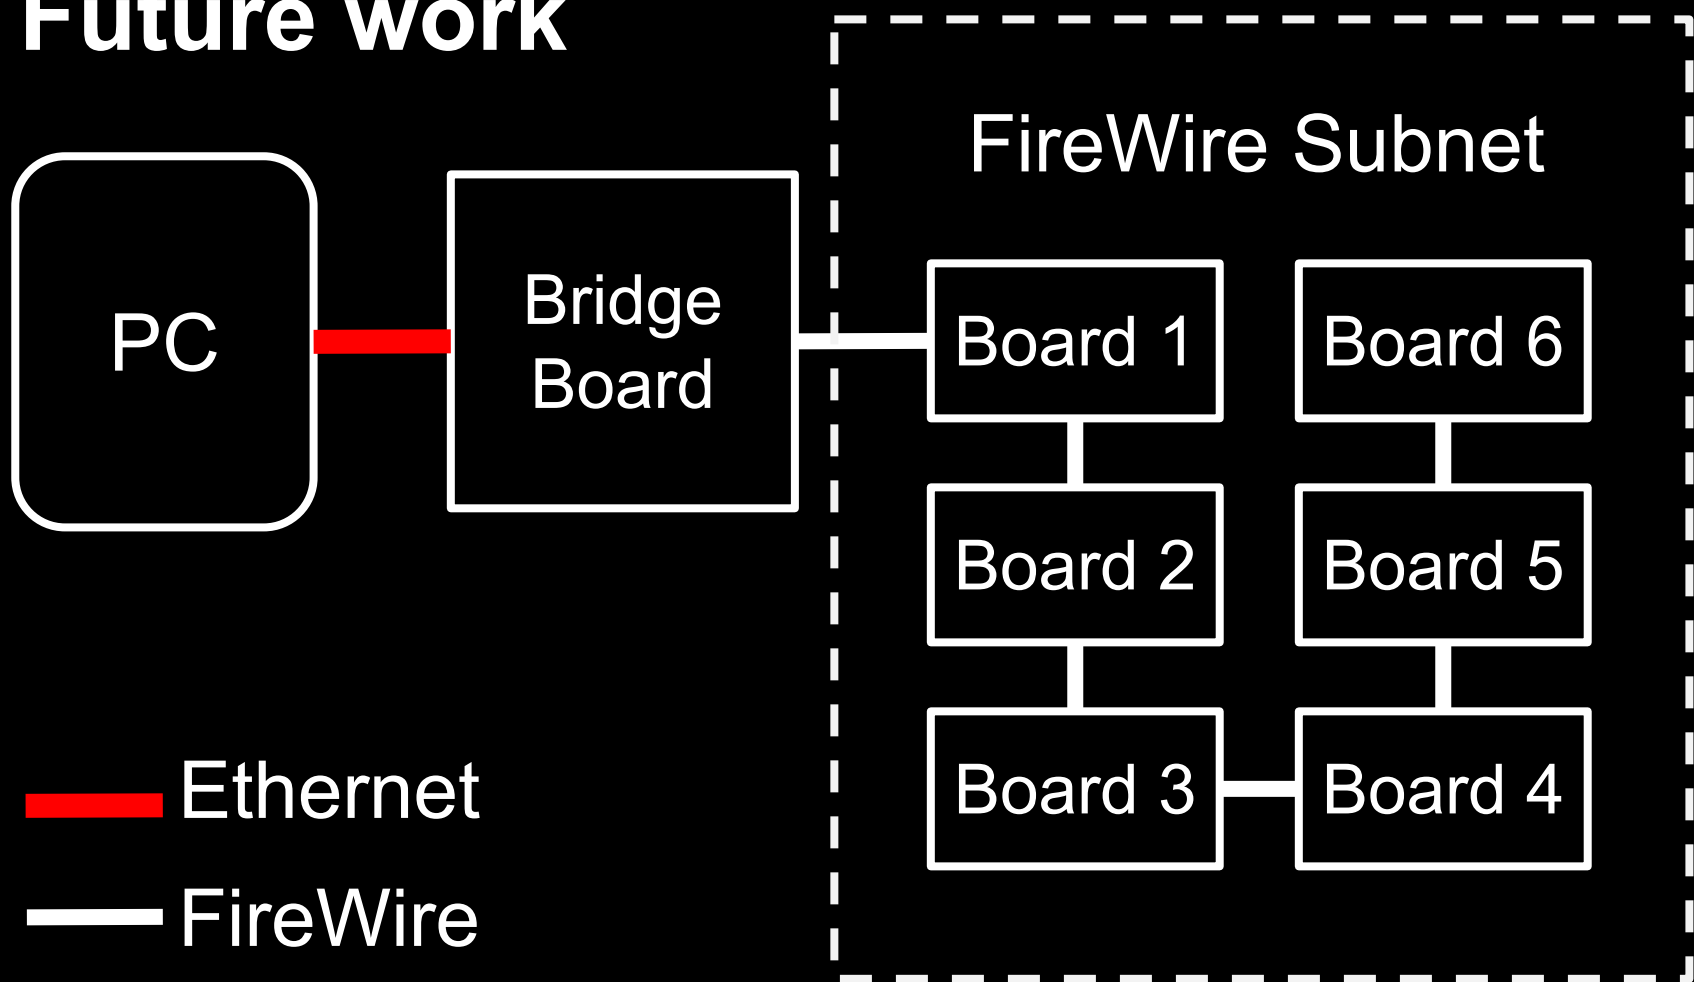 Future work
FireWire Subnet
PC
Bridge
Board
Board 1
Board 6
Board 2
Board 5
Board 3
Board 4
Ethernet
FireWire